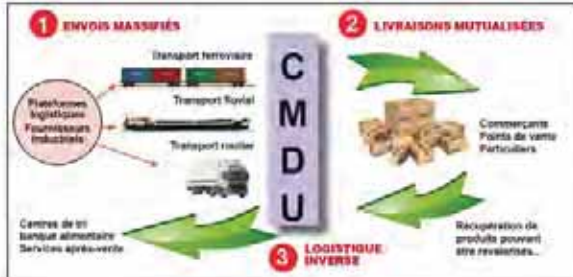 1 ENVOIS MASSIFIÉS
Transport ferroviaire
Plateformes
logistiques
Fournisseurs
industriels
Transport fluvial
Transport routier
C
M
D
U
2 LIVRAISONS MUTUALISÉES
Commerçants
Points de vente
Particuliers
Récupération de
produits pouvant
être revalorisés...
3 LOGISTIQUE
INVERSE
Centres de tri
banque alimentaire
Services après-vente